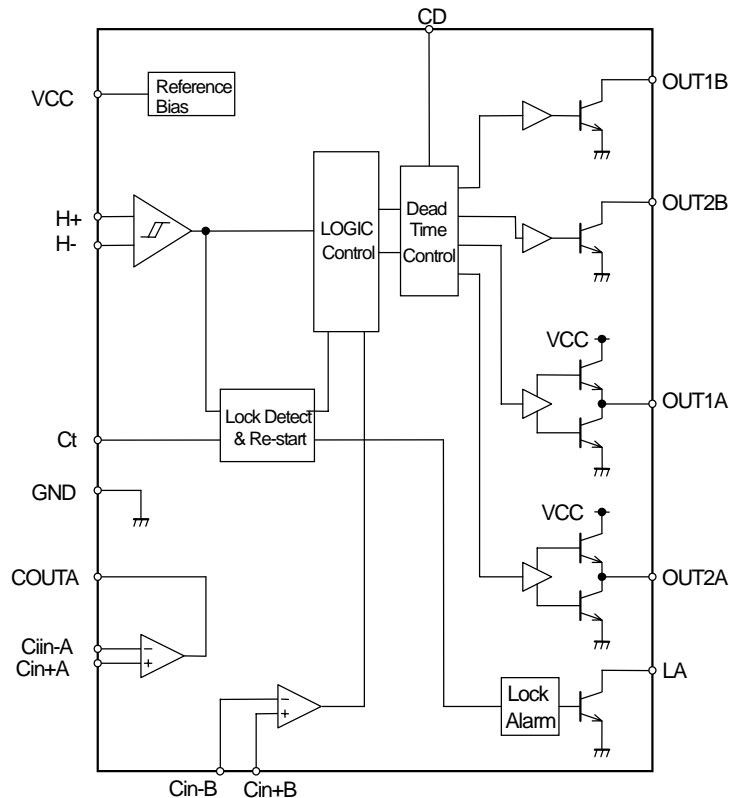 CD
VCC
Reference
Bias
OUT1B
H+
H-
LOGIC
Control
Dead
Time
Control
OUT2B
VCC
OUT1A
Lock Detect
& Re-start
Ct
GND
VCC
OUT2A
COUTA
Ciin-A
Cin+A
−
+
LA
Lock
Alarm
−
+
Cin-B
Cin+B